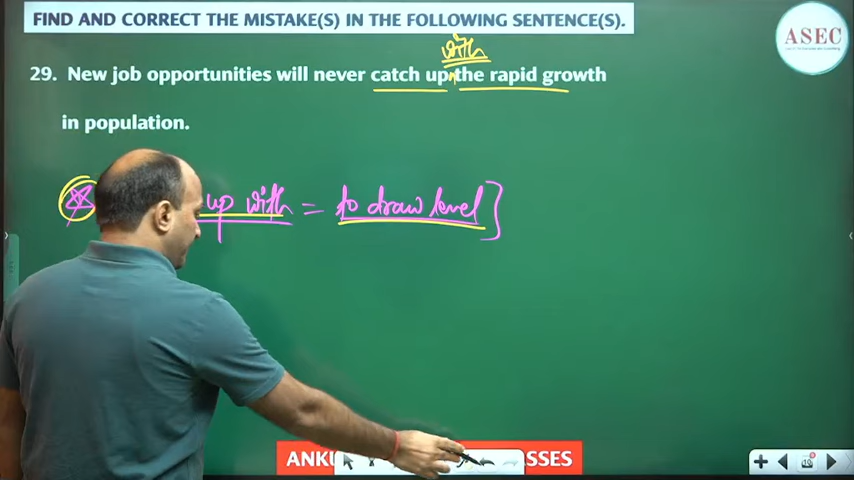 FIND AND CORRECT THE MISTAKE(S) IN THE FOLLOWING SENTENCE(S).
ASEC
with
29. New job opportunities will never catch up the rapid growth
in population.
up with = to draw level]
ANKU SSES